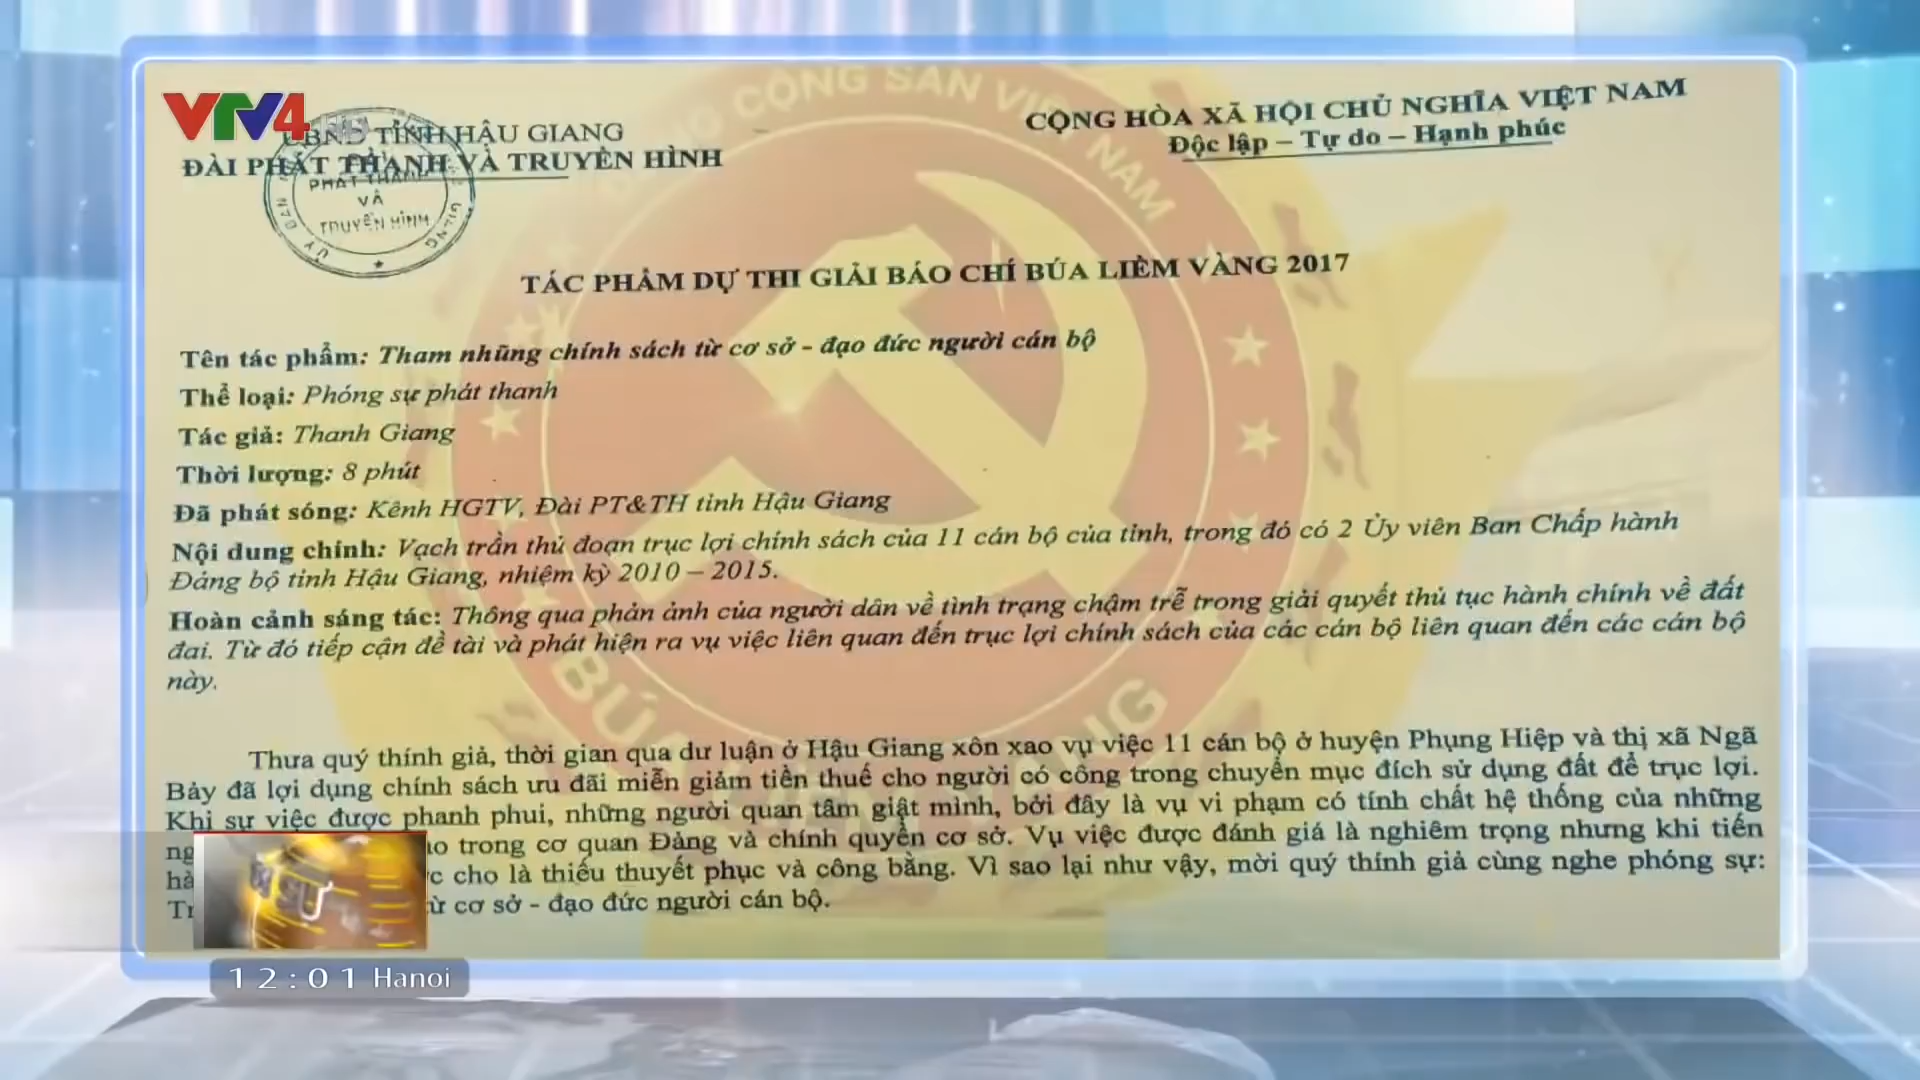 VTV4
UBND TỈNH HẬU GIANG
ĐÀI PHÁT THANH VÀ TRUYỀN HÌNH
CỘNG HÒA XÃ HỘI CHỦ NGHĨA VIỆT NAM
Độc lập – Tự do – Hạnh phúc
PHÁT THANH
VÀ
TRUYỀN HÌNH
CỘNG SẢN VIỆT NAM
TÁC PHẨM DỰ THI GIẢI BÁO CHÍ BÚA LIỀM VÀNG 2017
Tên tác phẩm: Tham nhũng chính sách từ cơ sở - đạo đức người cán bộ
Thể loại: Phóng sự phát thanh
Tác giả: Thanh Giang
Thời lượng: 8 phút
Đã phát sóng: Kênh HGTV, Đài PT&TH tỉnh Hậu Giang
Nội dung chính: Vạch trần thủ đoạn trục lợi chính sách của 11 cán bộ của tỉnh, trong đó có 2 Ủy viên Ban Chấp hành
Đảng bộ tỉnh Hậu Giang, nhiệm kỳ 2010 – 2015.
Hoàn cảnh sáng tác: Thông qua phản ảnh của người dân về tình trạng chậm trễ trong giải quyết thủ tục hành chính về đất
đai. Từ đó tiếp cận đề tài và phát hiện ra vụ việc liên quan đến trục lợi chính sách của các cán bộ liên quan đến các cán bộ
này.
BÚA
Thưa quý thính giả, thời gian qua dư luận ở Hậu Giang xôn xao vụ việc 11 cán bộ ở huyện Phụng Hiệp và thị xã Ngã
Bảy đã lợi dụng chính sách ưu đãi miễn giảm tiền thuế cho người có công trong chuyển mục đích sử dụng đất để trục lợi.
Khi sự việc được phanh phui, những người quan tâm giật mình, bởi đây là vụ vi phạm có tính chất hệ thống của những
trong cơ quan Đảng và chính quyền cơ sở. Vụ việc được đánh giá là nghiêm trọng nhưng khi tiến
cho là thiếu thuyết phục và công bằng. Vì sao lại như vậy, mời quý thính giả cùng nghe phóng sự:
từ cơ sở - đạo đức người cán bộ.
SỰ
12:01 Hanoi